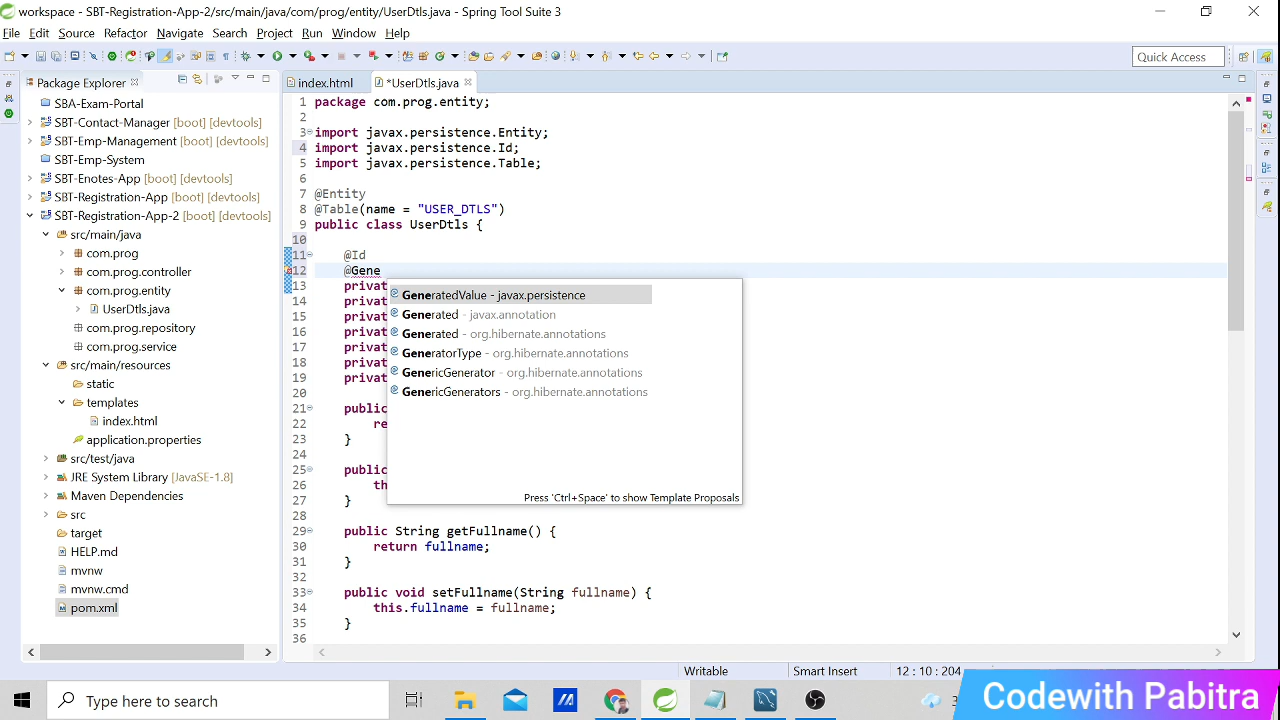 workspace - SBT-Registration-App-2/src/main/java/com/prog/entity/UserDtls.java - Spring Tool Suite 3
File Edit Source Refactor Navigate Search Project Run Window Help
Quick Access
Package Explorer
SBA-Exam-Portal
SBT-Contact-Manager [boot] [devtools]
SBT-Emp-Management [boot] [devtools]
SBT-Emp-System
SBT-Enotes-App [boot] [devtools]
SBT-Registration-App [boot] [devtools]
SBT-Registration-App-2 [boot] [devtools]
src/main/java
com.prog
com.prog.controller
com.prog.entity
UserDtls.java
com.prog.repository
com.prog.service
src/main/resources
static
templates
index.html
application.properties
src/test/java
JRE System Library [JavaSE-1.8]
Maven Dependencies
src
target
HELP.md
mvnw
mvnw.cmd
pom.xml
index.html *UserDtls.java
1 package com.prog.entity;
2
3 import javax.persistence.Entity;
4 import javax.persistence.Id;
5 import javax.persistence.Table;
6
7 @Entity
8 @Table(name = "USER_DTLS")
9 public class UserDtls {
10
11 @Id
12 @Gene
13 privat
14 privat
15 privat
16 privat
17 privat
18 privat
19 privat
20
21 public
22 re
23 }
24
25 public
26 th
27 }
28
29 public String getFullname() {
30 return fullname;
31 }
32
33 public void setFullname(String fullname) {
34 this.fullname = fullname;
35 }
36
GeneratedValue - javax.persistence
Generated - javax.annotation
Generated - org.hibernate.annotations
GeneratorType - org.hibernate.annotations
GenericGenerator - org.hibernate.annotations
GenericGenerators - org.hibernate.annotations
Press 'Ctrl+Space' to show Template Proposals
Writable Smart Insert 12 : 10 : 204
Type here to search
Codewith Pabitra